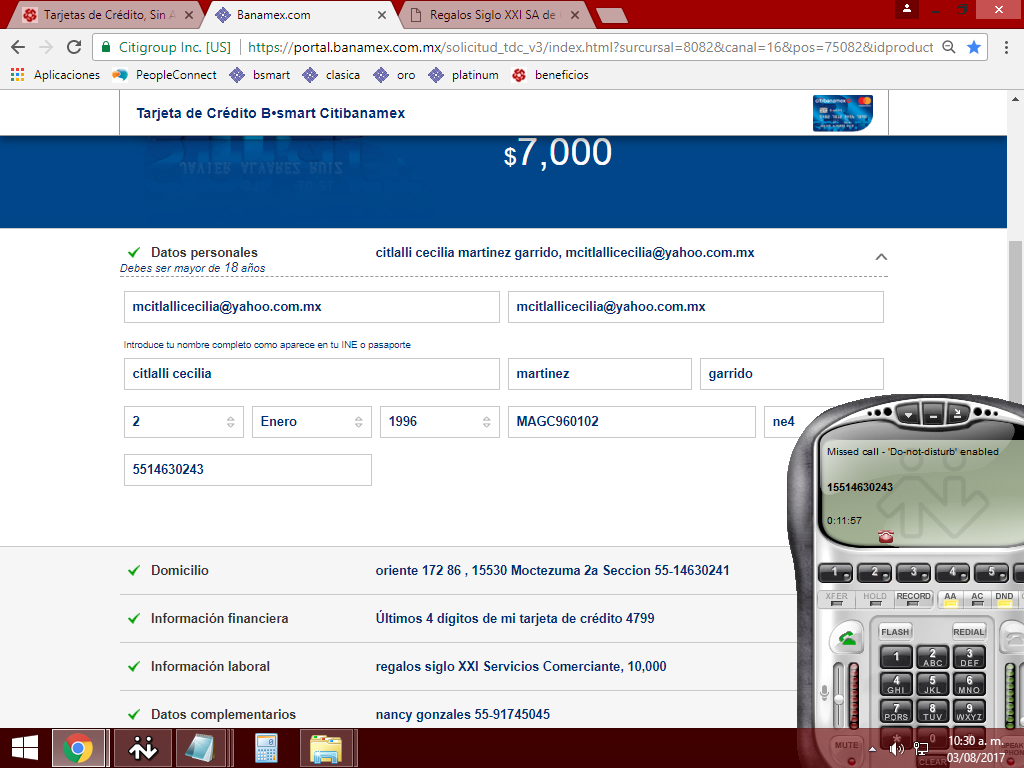 Tarjetas de Crédito, Sin A
Banamex.com
Regalos Siglo XXI SA de
Citigroup Inc. [US]
https://portal.banamex.com.mx/solicitud_tdc_v3/index.html?sursursal=8082&canal=16&pos=75082&idproduct
Aplicaciones
PeopleConnect
bsmart
clasica
oro
platinum
beneficios
Tarjeta de Crédito B•smart Citibanamex
$7,000
Datos personales
citlalli cecilia martinez garrido, mcitlallicecilia@yahoo.com.mx
Debes ser mayor de 18 años
mcitlallicecilia@yahoo.com.mx
mcitlallicecilia@yahoo.com.mx
Introduce tu nombre completo como aparece en tu INE o pasaporte
citlalli cecilia
martinez
garrido
2
Enero
1996
MAGC960102
ne4
5514630243
Missed call - 'Do-not-disturb' enabled
15514630243
0:11:57
Domicilio
oriente 172 86 , 15530 Moctezuma 2a Seccion 55-14630241
1 2 3 4 5
XFER HOLD RECORD AA AC DND
Información financiera
Últimos 4 dígitos de mi tarjeta de crédito 4799
FLASH REDIAL
Información laboral
regalos siglo XXI Servicios Comerciante, 10,000
1 2 ABC 3 DEF
4 GHI 5 JKL 6 MNO
7 PQRS 8 TUV 9 WXYZ
Datos complementarios
nancy gonzales 55-91745045
MUTE * 0 #
CLEAR
10:30 a. m.
03/08/2017